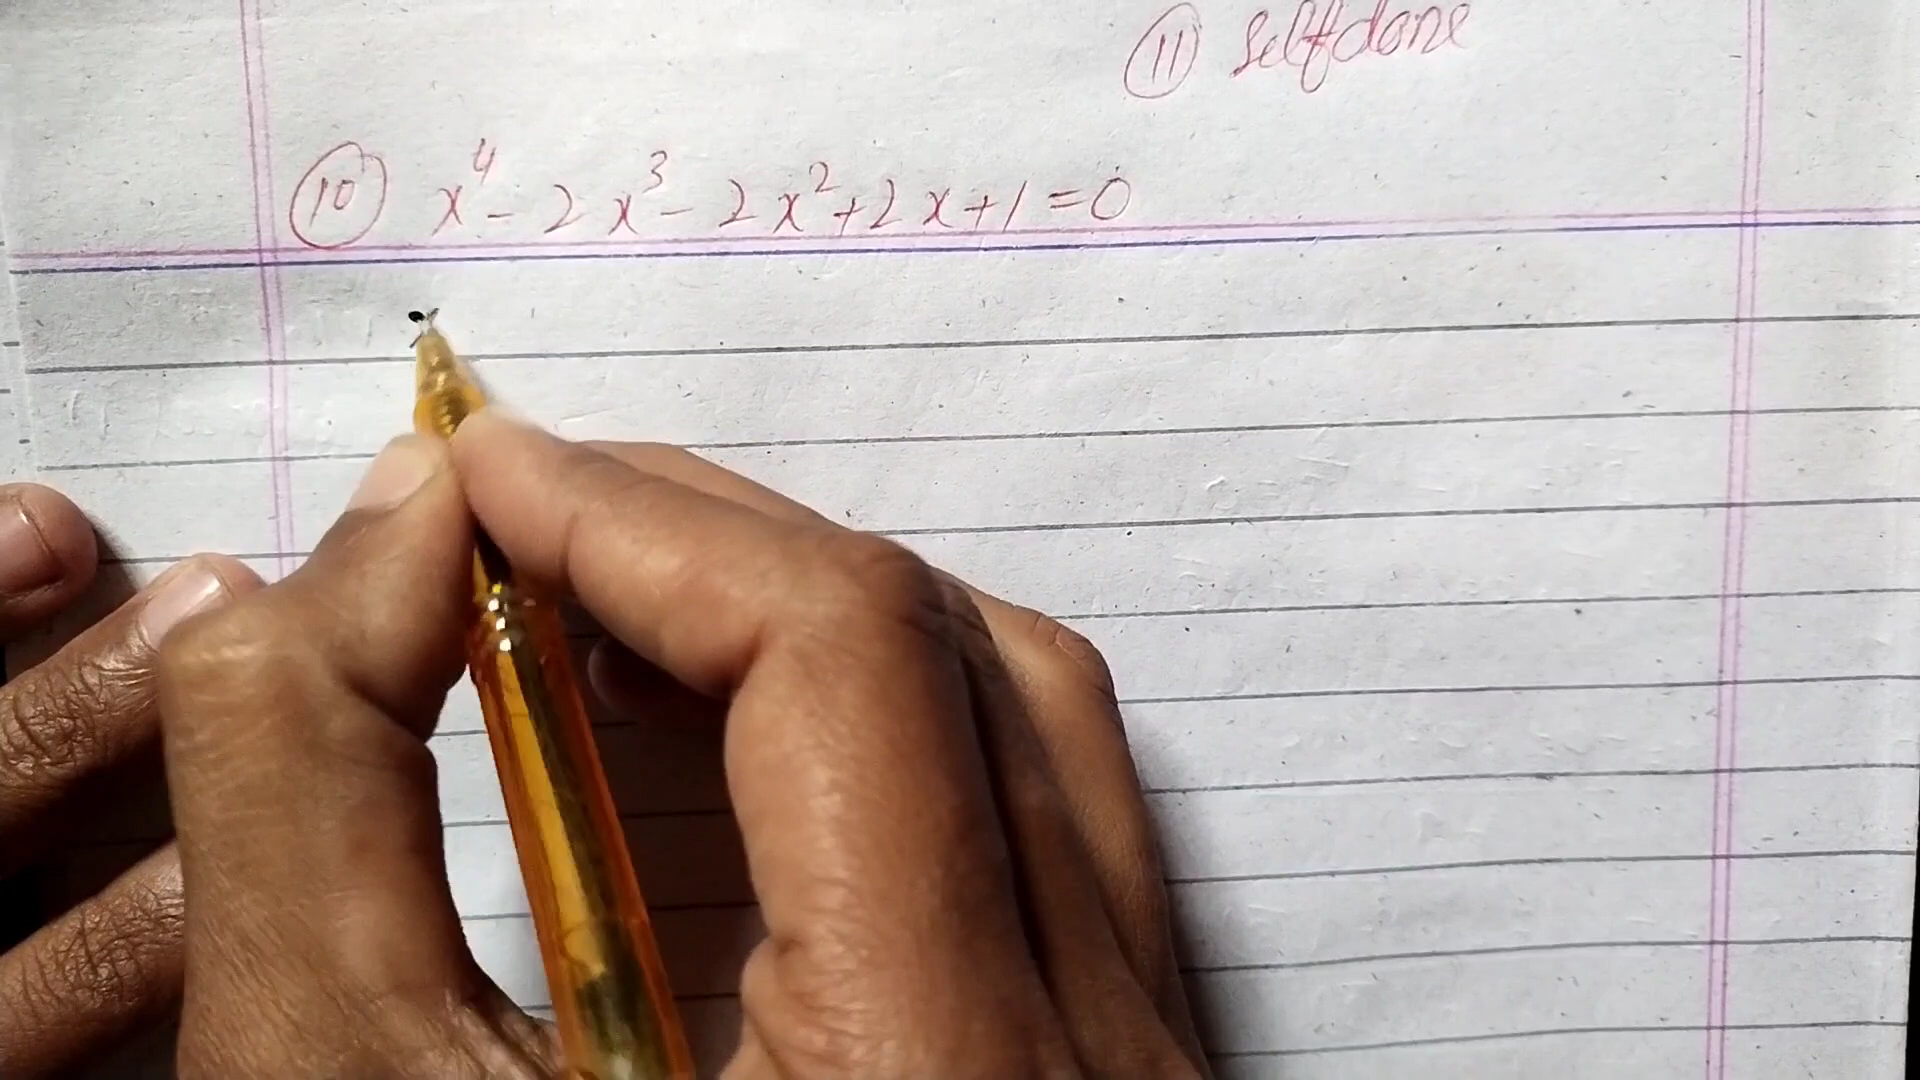 ⑪ Selfdone
⑩ x⁴ - 2x³ - 2x² + 2x + 1 = 0